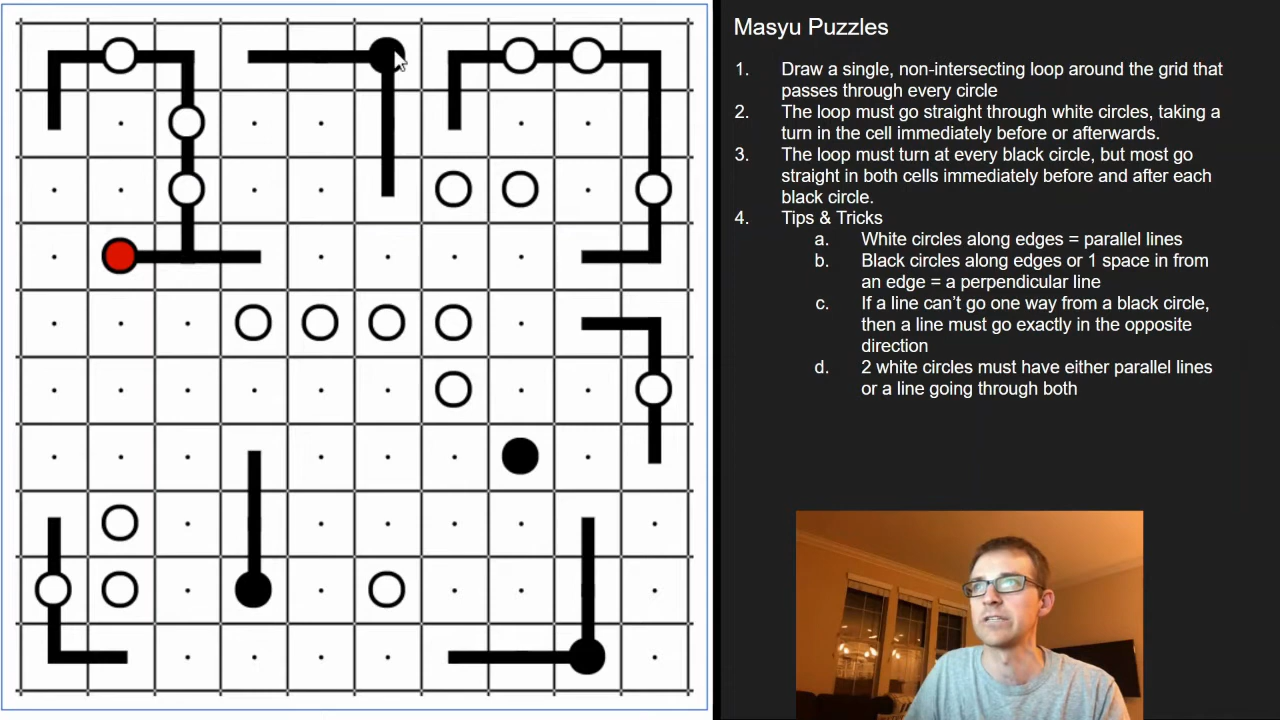 Masyu Puzzles
1. Draw a single, non-intersecting loop around the grid that
passes through every circle
2. The loop must go straight through white circles, taking a
turn in the cell immediately before or afterwards.
3. The loop must turn at every black circle, but most go
straight in both cells immediately before and after each
black circle.
4. Tips & Tricks
a. White circles along edges = parallel lines
b. Black circles along edges or 1 space in from
an edge = a perpendicular line
c. If a line can't go one way from a black circle,
then a line must go exactly in the opposite
direction
d. 2 white circles must have either parallel lines
or a line going through both